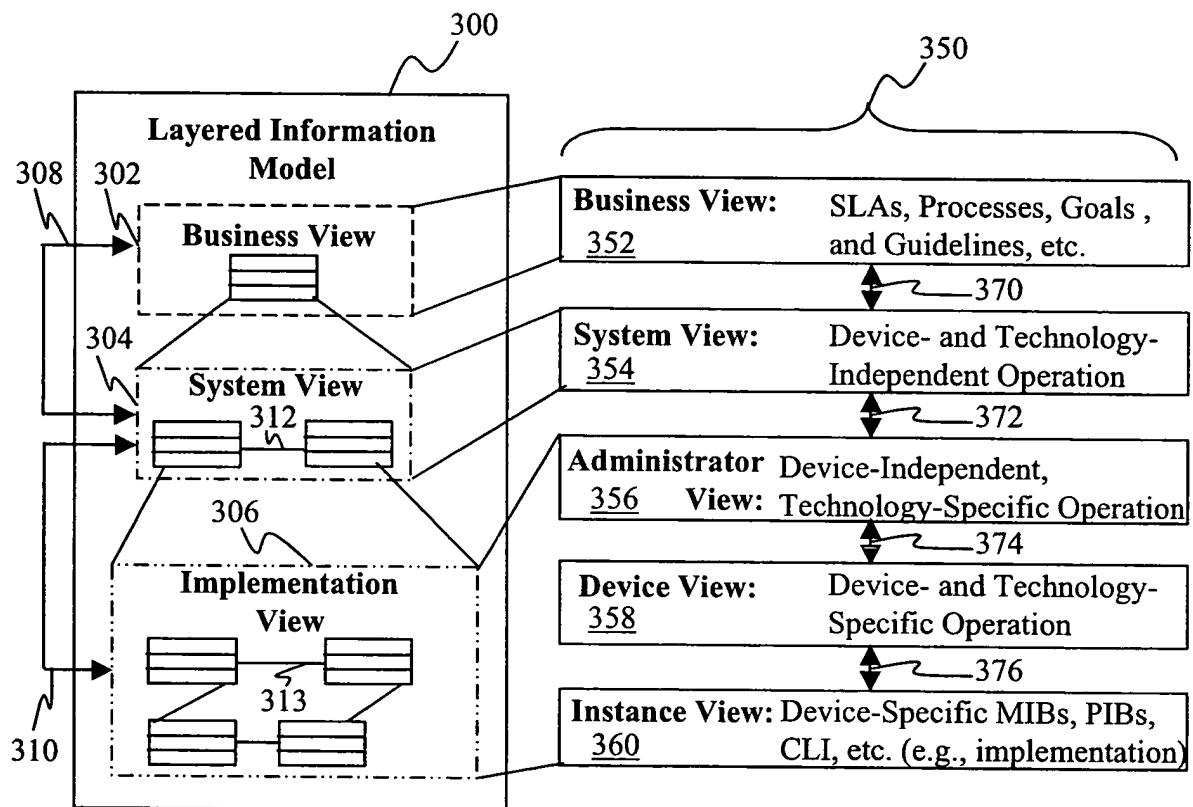 300
350
Layered Information
Model
308
302
Business View
Business View:
352
SLAs, Processes, Goals ,
and Guidelines, etc.
370
304
System View
312
System View:
354
Device- and Technology-
Independent Operation
372
Administrator
356 View:
Device-Independent,
Technology-Specific Operation
374
306
Implementation
View
313
310
Device View:
358
Device- and Technology-
Specific Operation
376
Instance View:
360
Device-Specific MIBs, PIBs,
CLI, etc. (e.g., implementation)